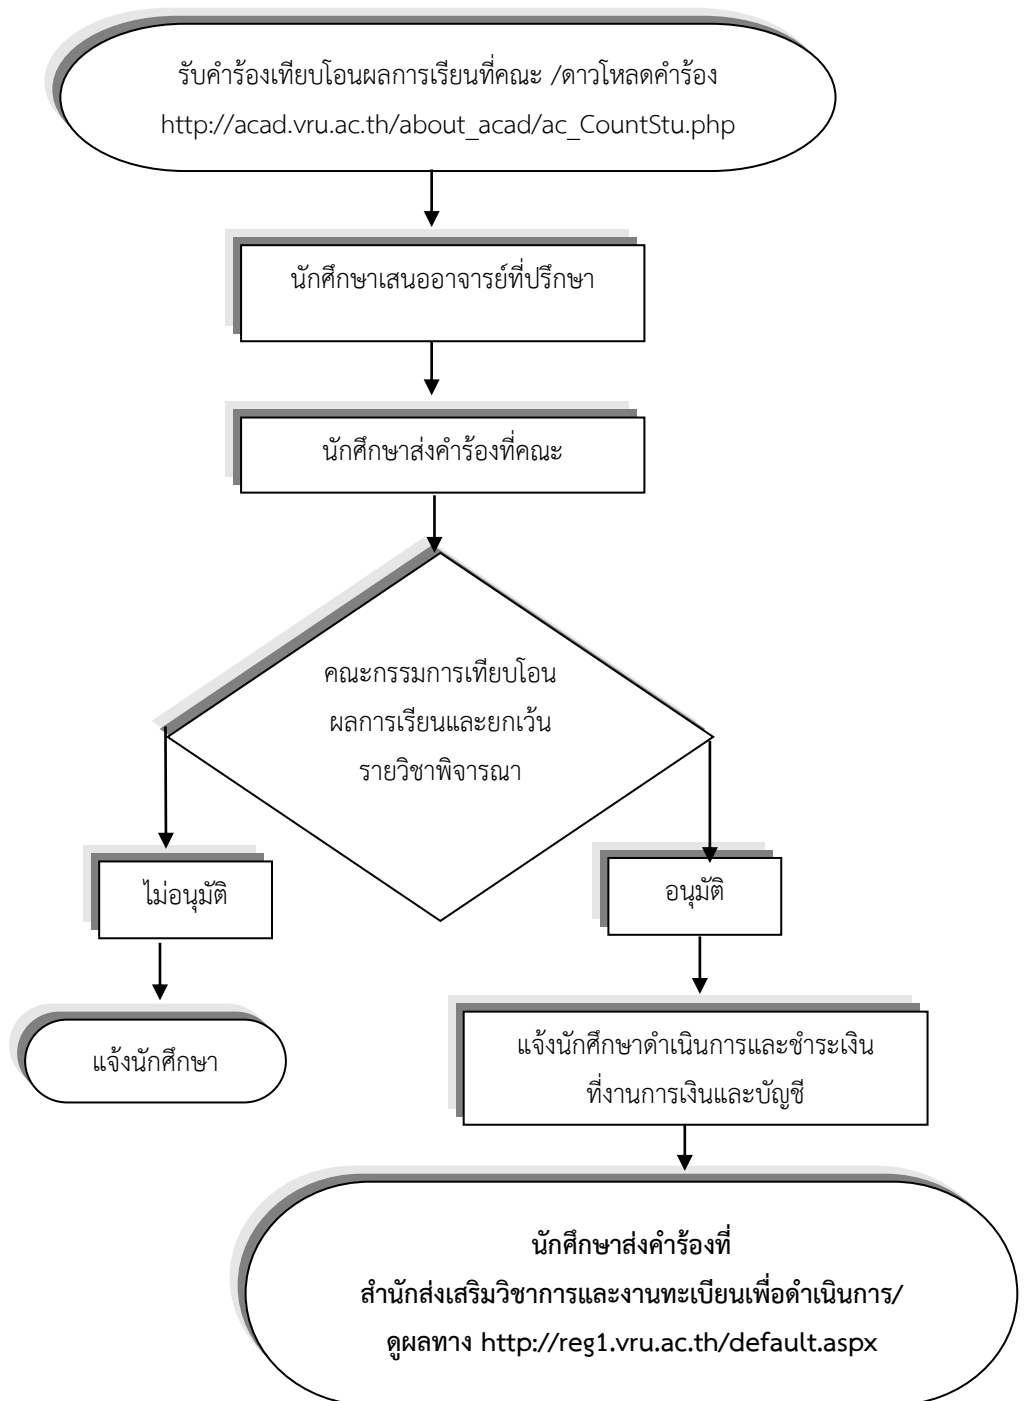 รับคำร้องเทียบโอนผลการเรียนที่คณะ /ดาวโหลดคำร้อง
http://acad.vru.ac.th/about_acad/ac_CountStu.php
นักศึกษาเสนออาจารย์ที่ปรึกษา
นักศึกษาส่งคำร้องที่คณะ
คณะกรรมการเทียบโอน
ผลการเรียนและยกเว้น
รายวิชาพิจารณา
ไม่อนุมัติ
อนุมัติ
แจ้งนักศึกษา
แจ้งนักศึกษาดำเนินการและชำระเงิน
ที่งานการเงินและบัญชี
นักศึกษาส่งคำร้องที่
สำนักส่งเสริมวิชาการและงานทะเบียนเพื่อดำเนินการ/
ดูผลทาง http://reg1.vru.ac.th/default.aspx